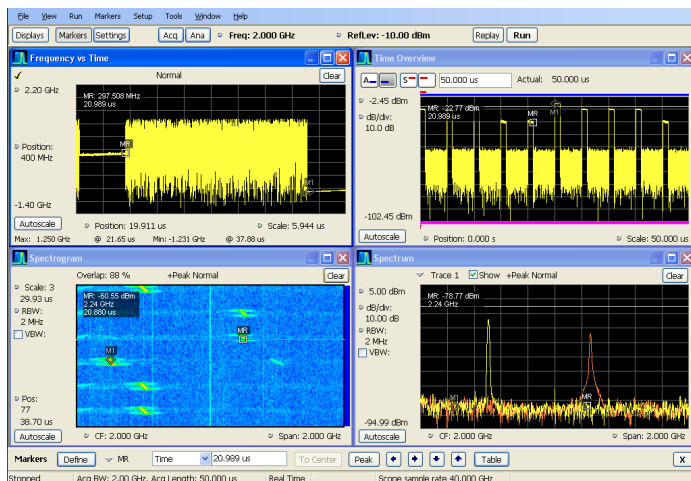 File View Run Markers Setup Tools Window Help
Displays Markers Settings Acq Ana Freq: 2.000 GHz RefLev: -10.00 dBm Replay Run
Frequency vs Time
Normal Clear
2.20 GHz
MR: 297.508 MHz
20.989 us
Position:
400 MHz
MR
M1
-1.40 GHz
Autoscale Position: 19.911 us Scale: 5.944 us
Max: 1.250 GHz @ 21.65 us Min: -1.231 GHz @ 37.88 us
Time Overview
A S 50.000 us Actual: 50.000 us
-2.45 dBm
MR: -22.77 dBm
20.989 us
dB/div:
10.0 dB
MR
M1
-102.45 dBm
Autoscale Position: 0.000 s Scale: 50.000 us
Spectrogram
Overlap: 88 % +Peak Normal Clear
Scale: 3
29.93 us
MR: -60.55 dBm
2.24 GHz
20.880 us
RBW:
2 MHz
VBW:
MR
M1
Pos:
77
38.70 us
Autoscale CF: 2.000 GHz Span: 2.000 GHz
Spectrum
Trace 1 Show +Peak Normal Clear
5.00 dBm
MR: -78.77 dBm
2.24 GHz
dB/div:
10.00 dB
RBW:
2 MHz
VBW:
M1
MR
-94.99 dBm
Autoscale CF: 2.000 GHz Span: 2.000 GHz
Markers Define MR Time 20.989 us To Center Peak Table X
Stopped Acq BW: 2.00 GHz, Acq Length: 50.000 us Real Time Scope sample rate 40.000 GHz